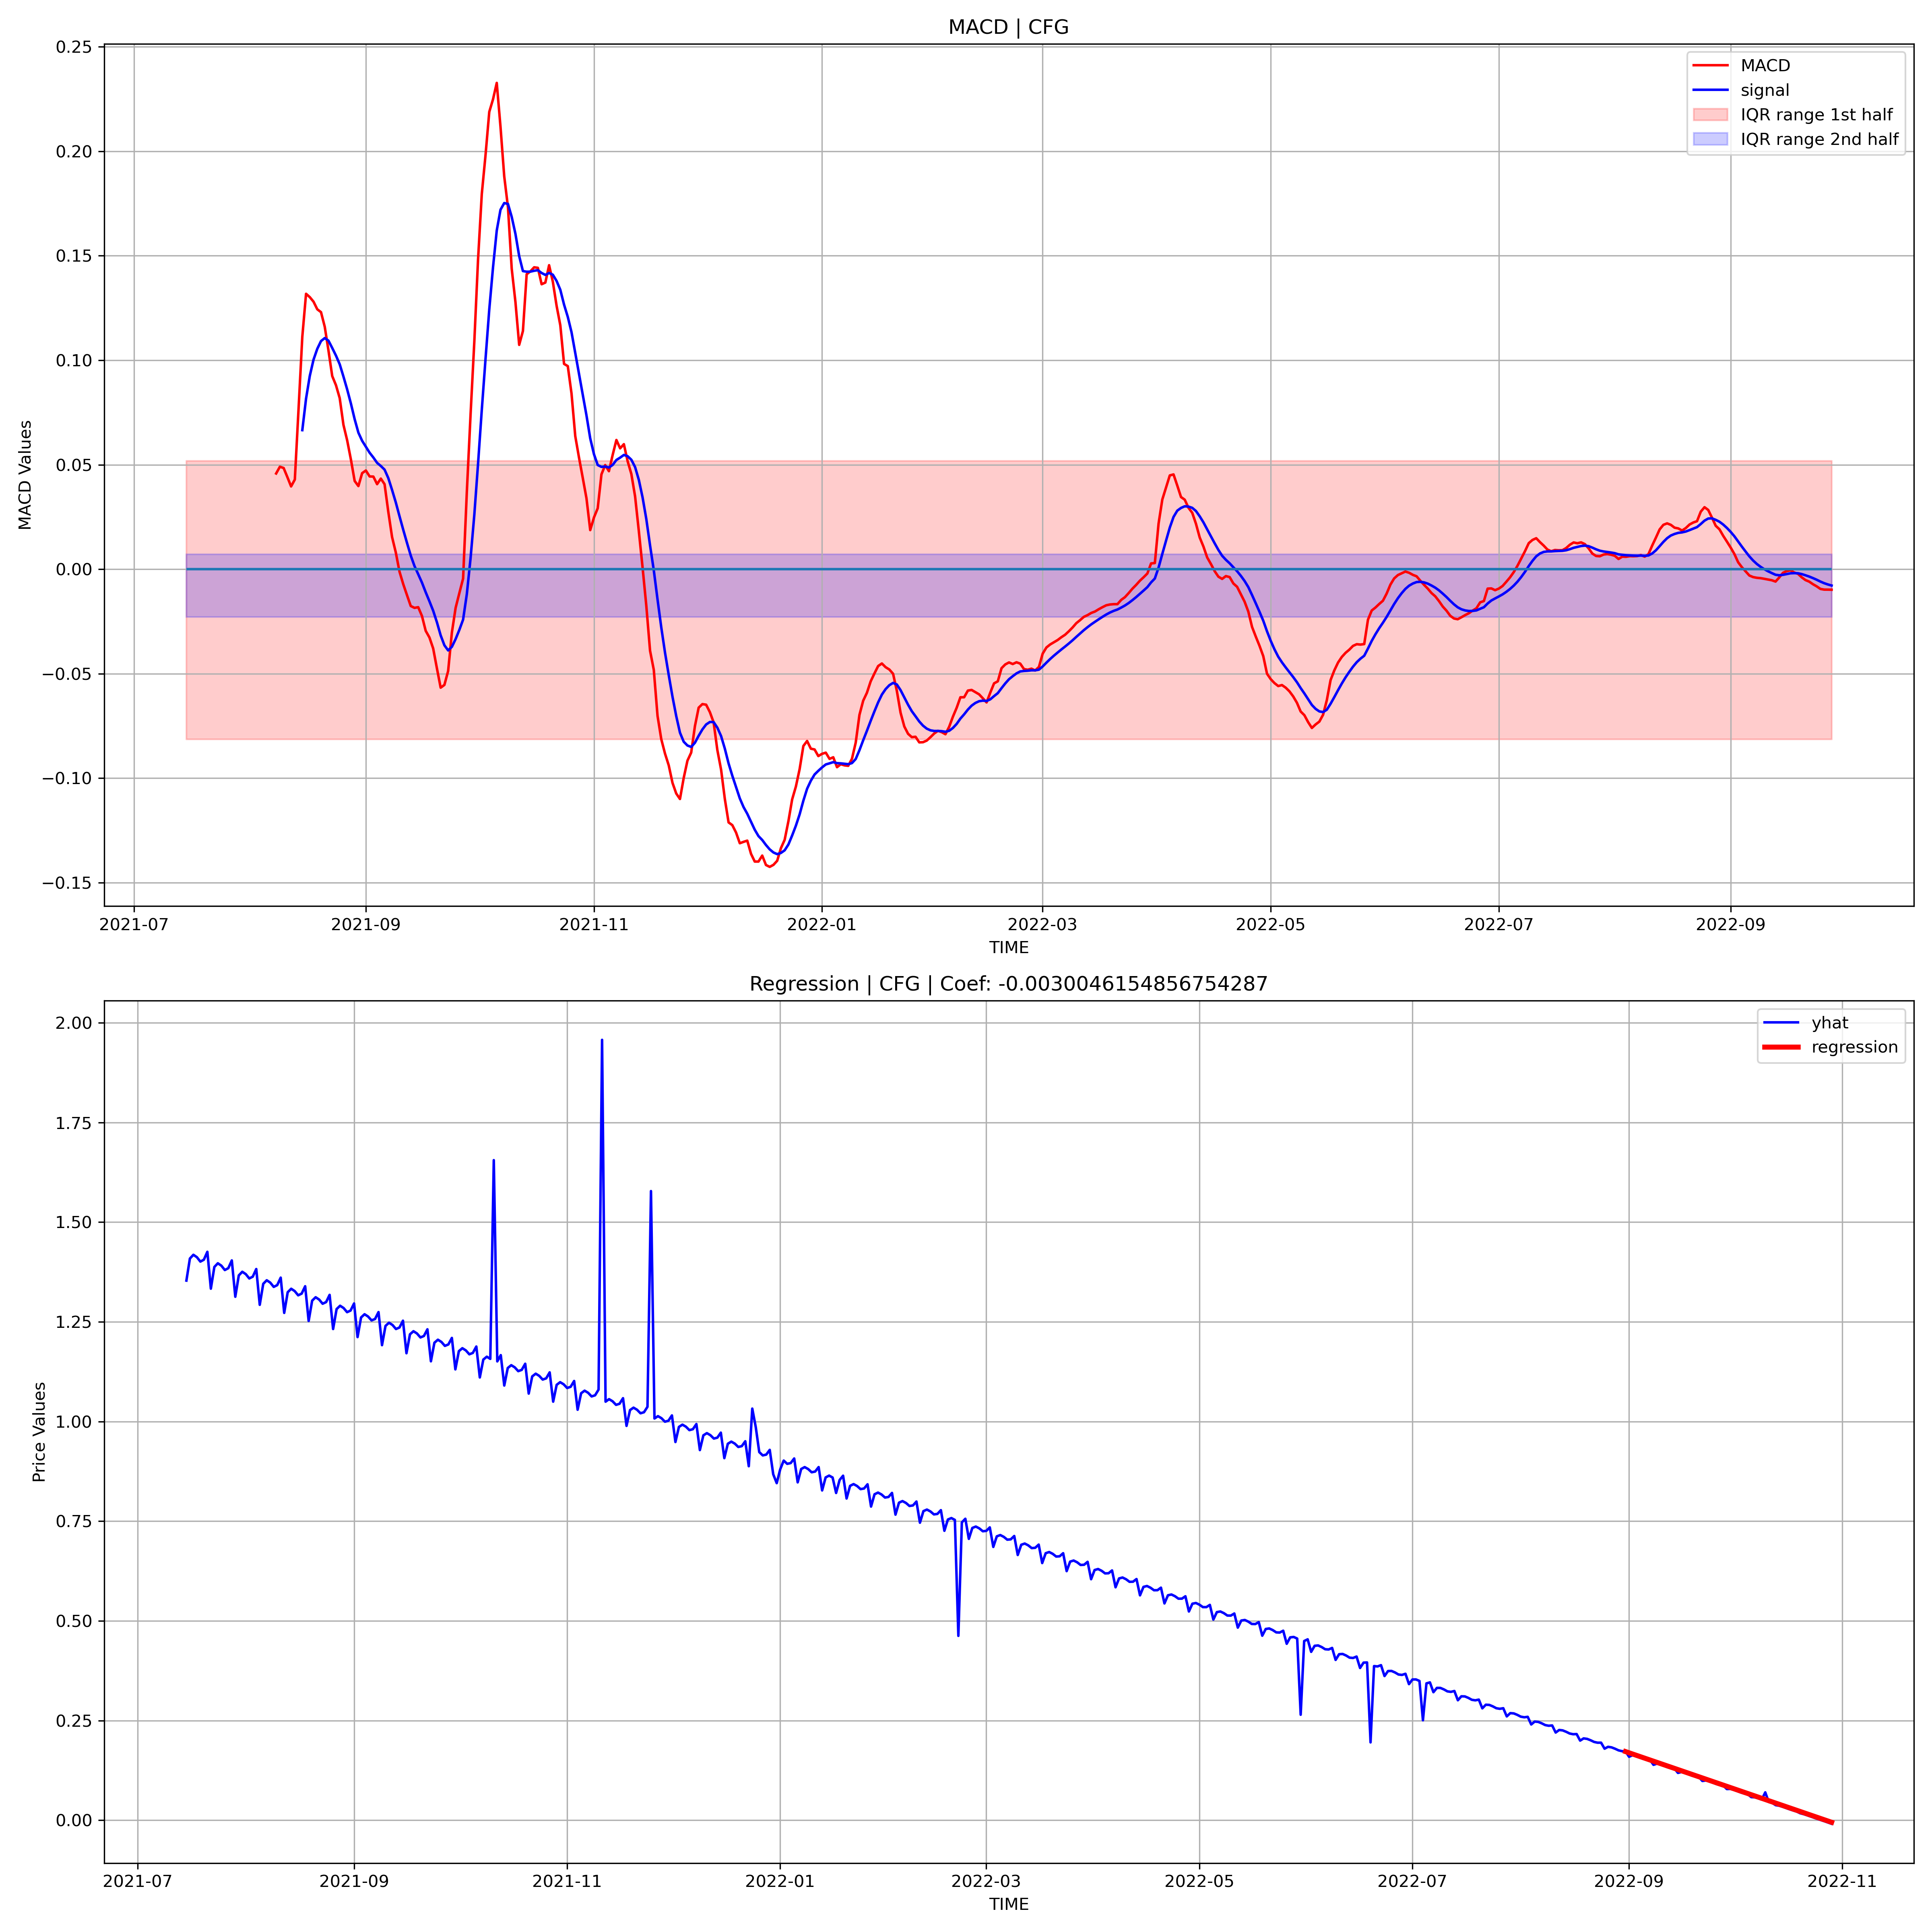 MACD | CFG
MACD
signal
IQR range 1st half
IQR range 2nd half
MACD Values
0.25
0.20
0.15
0.10
0.05
0.00
−0.05
−0.10
−0.15
2021-07 2021-09 2021-11 2022-01 2022-03 2022-05 2022-07 2022-09
TIME
Regression | CFG | Coef: -0.0030046154856754287
yhat
regression
Price Values
2.00
1.75
1.50
1.25
1.00
0.75
0.50
0.25
0.00
2021-07 2021-09 2021-11 2022-01 2022-03 2022-05 2022-07 2022-09 2022-11
TIME